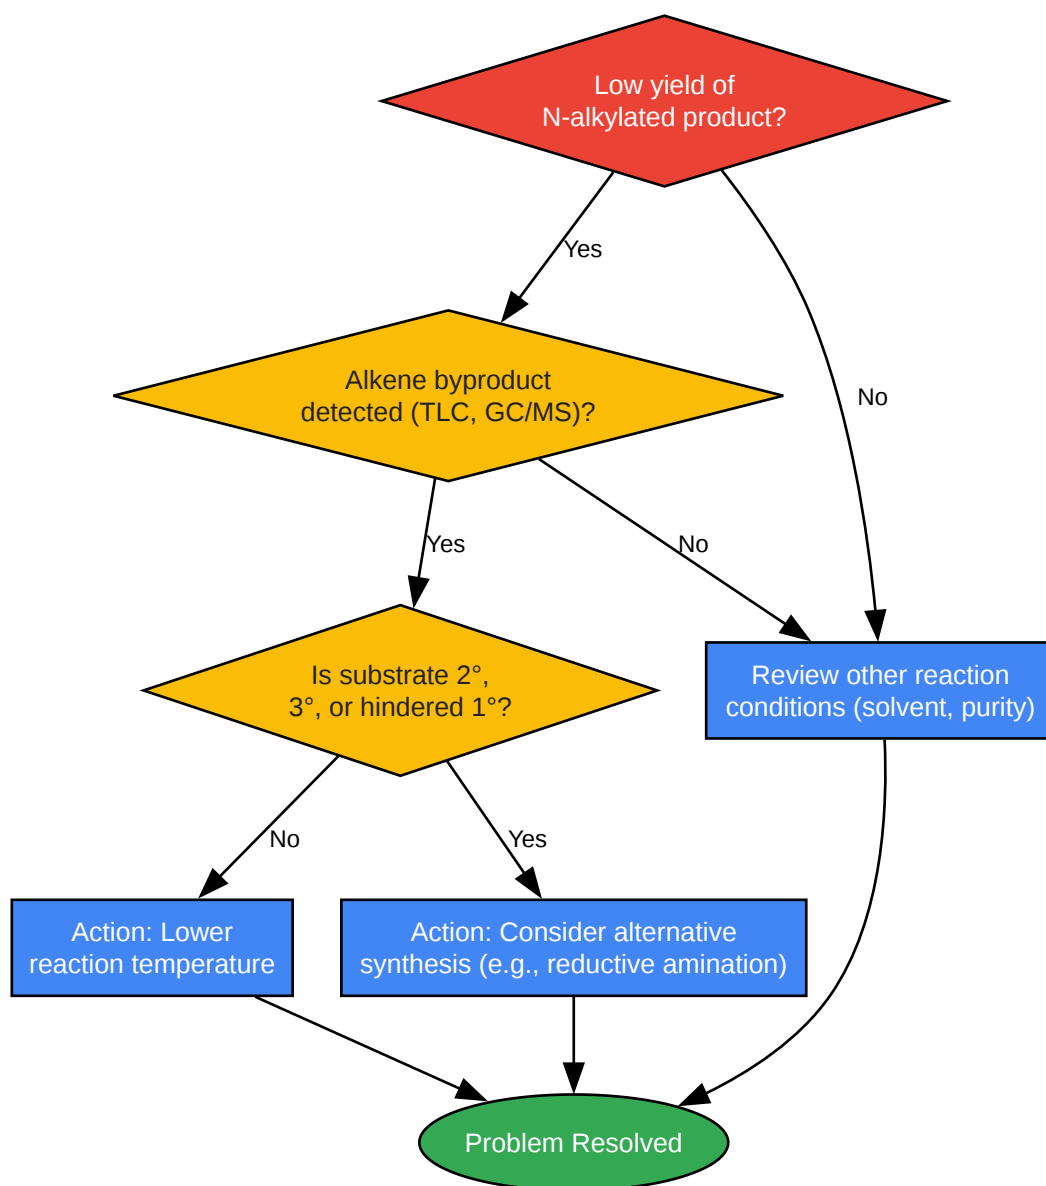 Low yield of
N-alkylated product?
Yes
No
Alkene byproduct
detected (TLC, GC/MS)?
Yes
No
Is substrate 2°,
3°, or hindered 1°?
Review other reaction
conditions (solvent, purity)
No
Yes
Action: Lower
reaction temperature
Action: Consider alternative
synthesis (e.g., reductive amination)
Problem Resolved